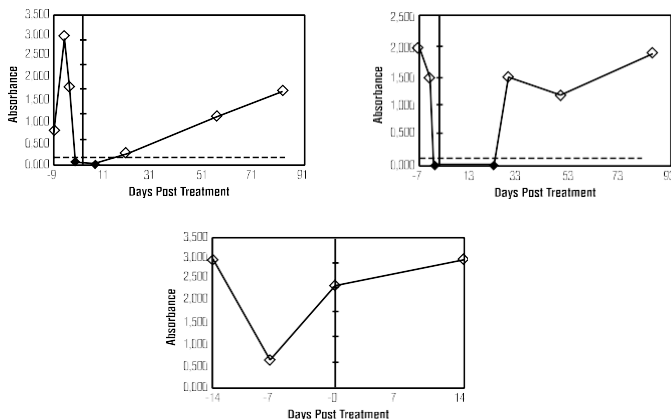 3.500
3.000
2.500
2.000
1.500
1.000
0.500
0.000
Absorbance
-9 11 31 51 71 91
Days Post Treatment
2.500
2.000
1.500
1.000
0.500
0.000
Absorbance
-7 13 33 53 73 93
Days Post Treatment
3,500
3,000
2,500
2,000
1,500
1,000
0,500
0,000
Absorbance
-14 -7 -0 7 14
Days Post Treatment